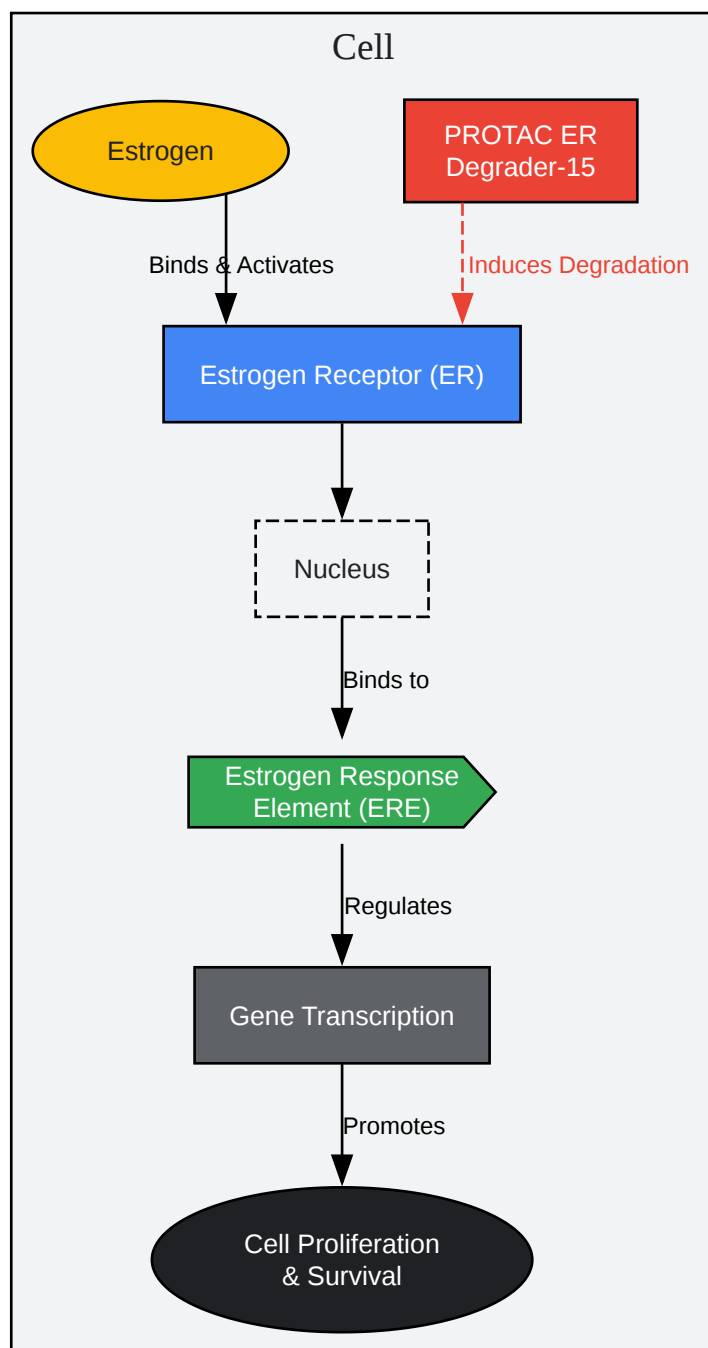 Cell
Estrogen
PROTAC ER
Degrader-15
Binds & Activates
Induces Degradation
Estrogen Receptor (ER)
Nucleus
Binds to
Estrogen Response
Element (ERE)
Regulates
Gene Transcription
Promotes
Cell Proliferation
& Survival